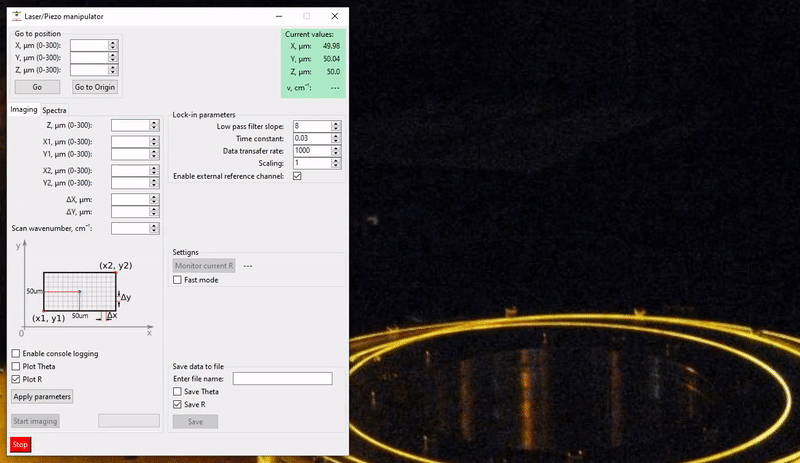 Laser/Piezo manipulator
Go to position
X, μm (0-300):
Y, μm (0-300):
Z, μm (0-300):
Go
Go to Origin
Current values:
X, μm: 49.98
Y, μm: 50.04
Z, μm: 50.0
ν, cm⁻¹: ---
Imaging
Spectra
Z, μm (0-300):
X1, μm (0-300):
Y1, μm (0-300):
X2, μm (0-300):
Y2, μm (0-300):
ΔX, μm:
ΔY, μm:
Scan wavenumber, cm⁻¹:
y
(x2, y2)
50um
Δy
(x1, y1)
50um
Δx
0
x
Enable console logging
Plot Theta
Plot R
Apply parameters
Start imaging
Stop
Lock-in parameters
Low pass filter slope: 8
Time constant: 0.03
Data transafer rate: 1000
Scaling: 1
Enable external reference channel:
Settigns
Monitor current R ---
Fast mode
Save data to file
Enter file name:
Save Theta
Save R
Save